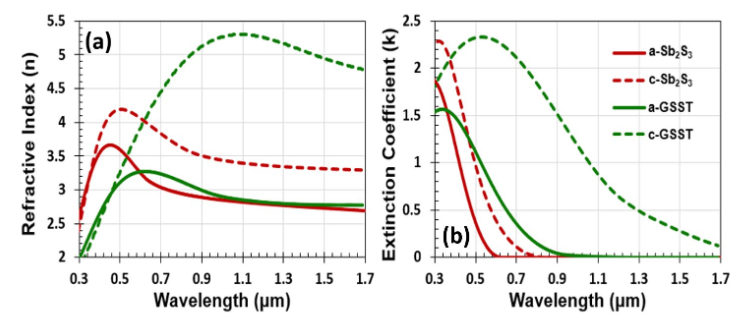 5.5
5
4.5
4
3.5
3
2.5
2
Refractive Index (n)
(a)
0.3 0.5 0.7 0.9 1.1 1.3 1.5 1.7
Wavelength (µm)
2.5
2
1.5
1
0.5
0
Extinction Coefficient (k)
(b)
a-Sb₂S₃
c-Sb₂S₃
a-GSST
c-GSST
0.3 0.5 0.7 0.9 1.1 1.3 1.5 1.7
Wavelength (µm)